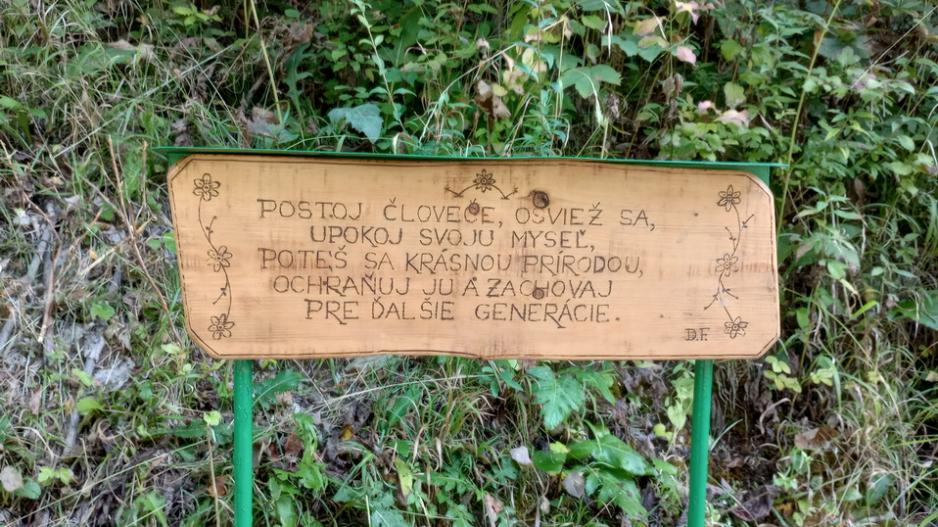 POSTOJ ČLOVEČE, OSVIEŽ SA,
UPOKOJ SVOJU MYSEĽ,
POTEŠ SA KRÁSNOU PRÍRODOU,
OCHRAŇUJ JU A ZACHOVAJ
PRE ĎALŠIE GENERÁCIE.
D.F.